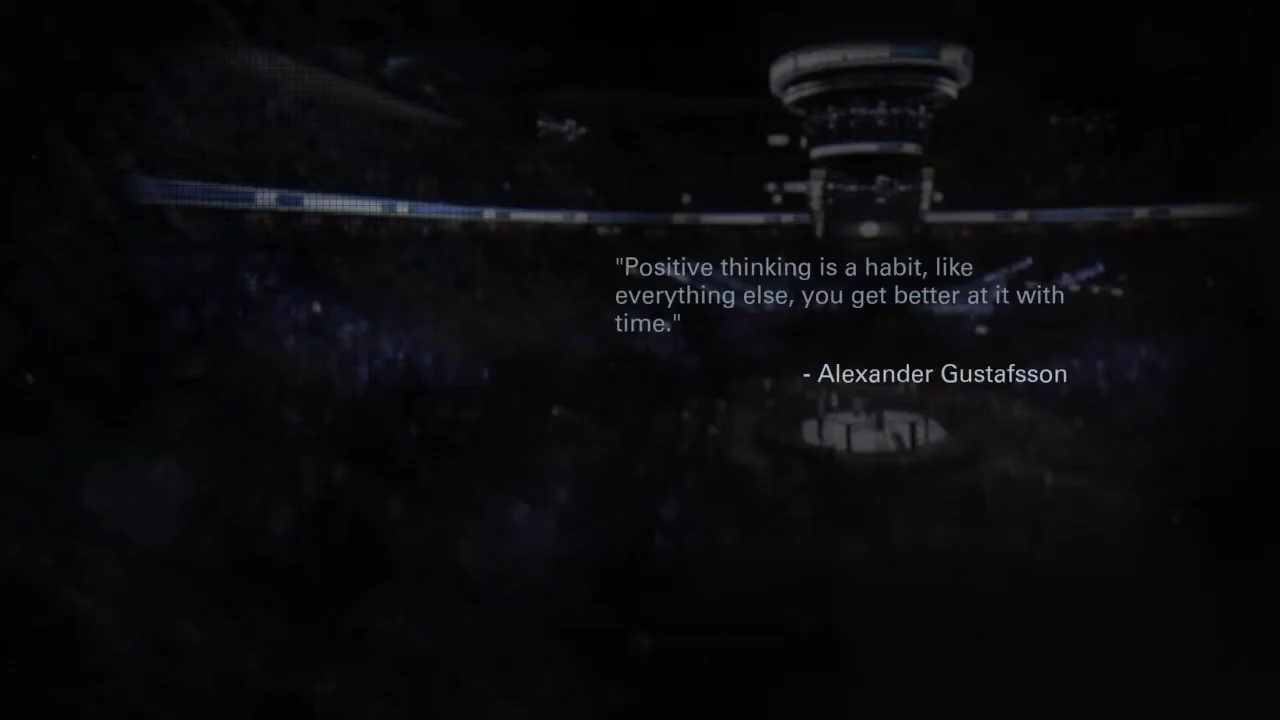 "Positive thinking is a habit, like
everything else, you get better at it with
time."
- Alexander Gustafsson